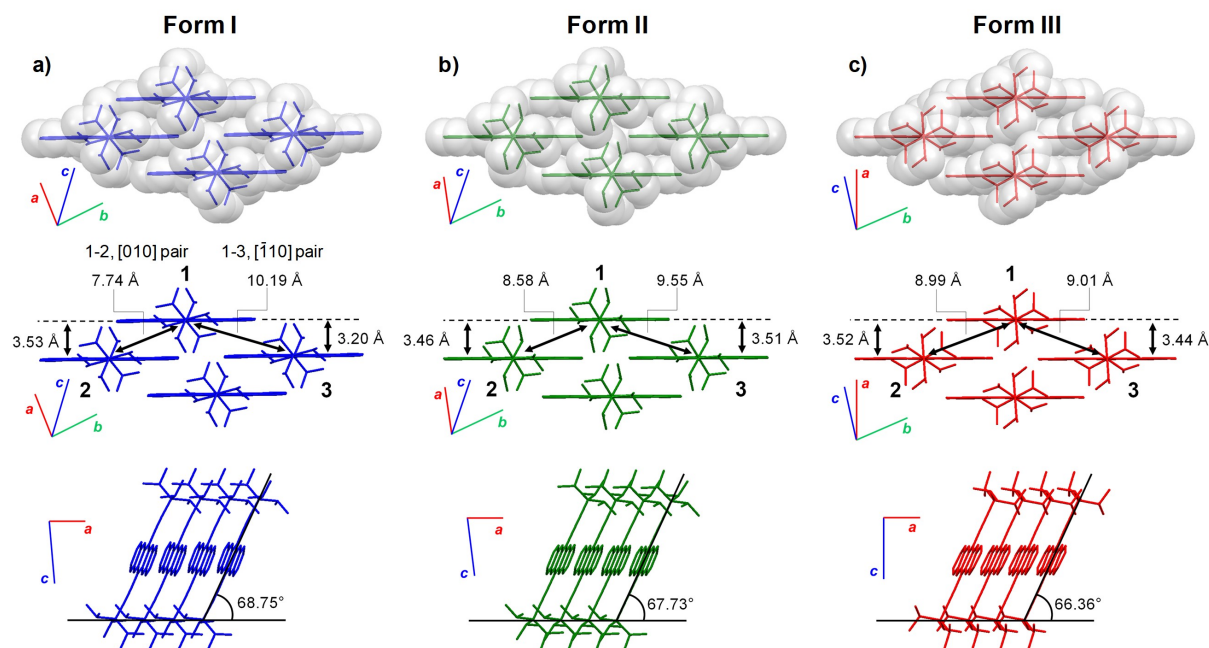 Form I
Form II
Form III
a)
b)
c)
c
a
b
c
a
b
a
c
b
1-2, [010] pair
1-3, [1̄10] pair
7.74 Å
1
10.19 Å
3.53 Å
3.20 Å
2
3
c
a
b
8.58 Å
1
9.55 Å
3.46 Å
3.51 Å
2
3
c
a
b
8.99 Å
1
9.01 Å
3.52 Å
3.44 Å
2
3
a
c
b
a
c
68.75°
a
c
67.73°
a
c
66.36°